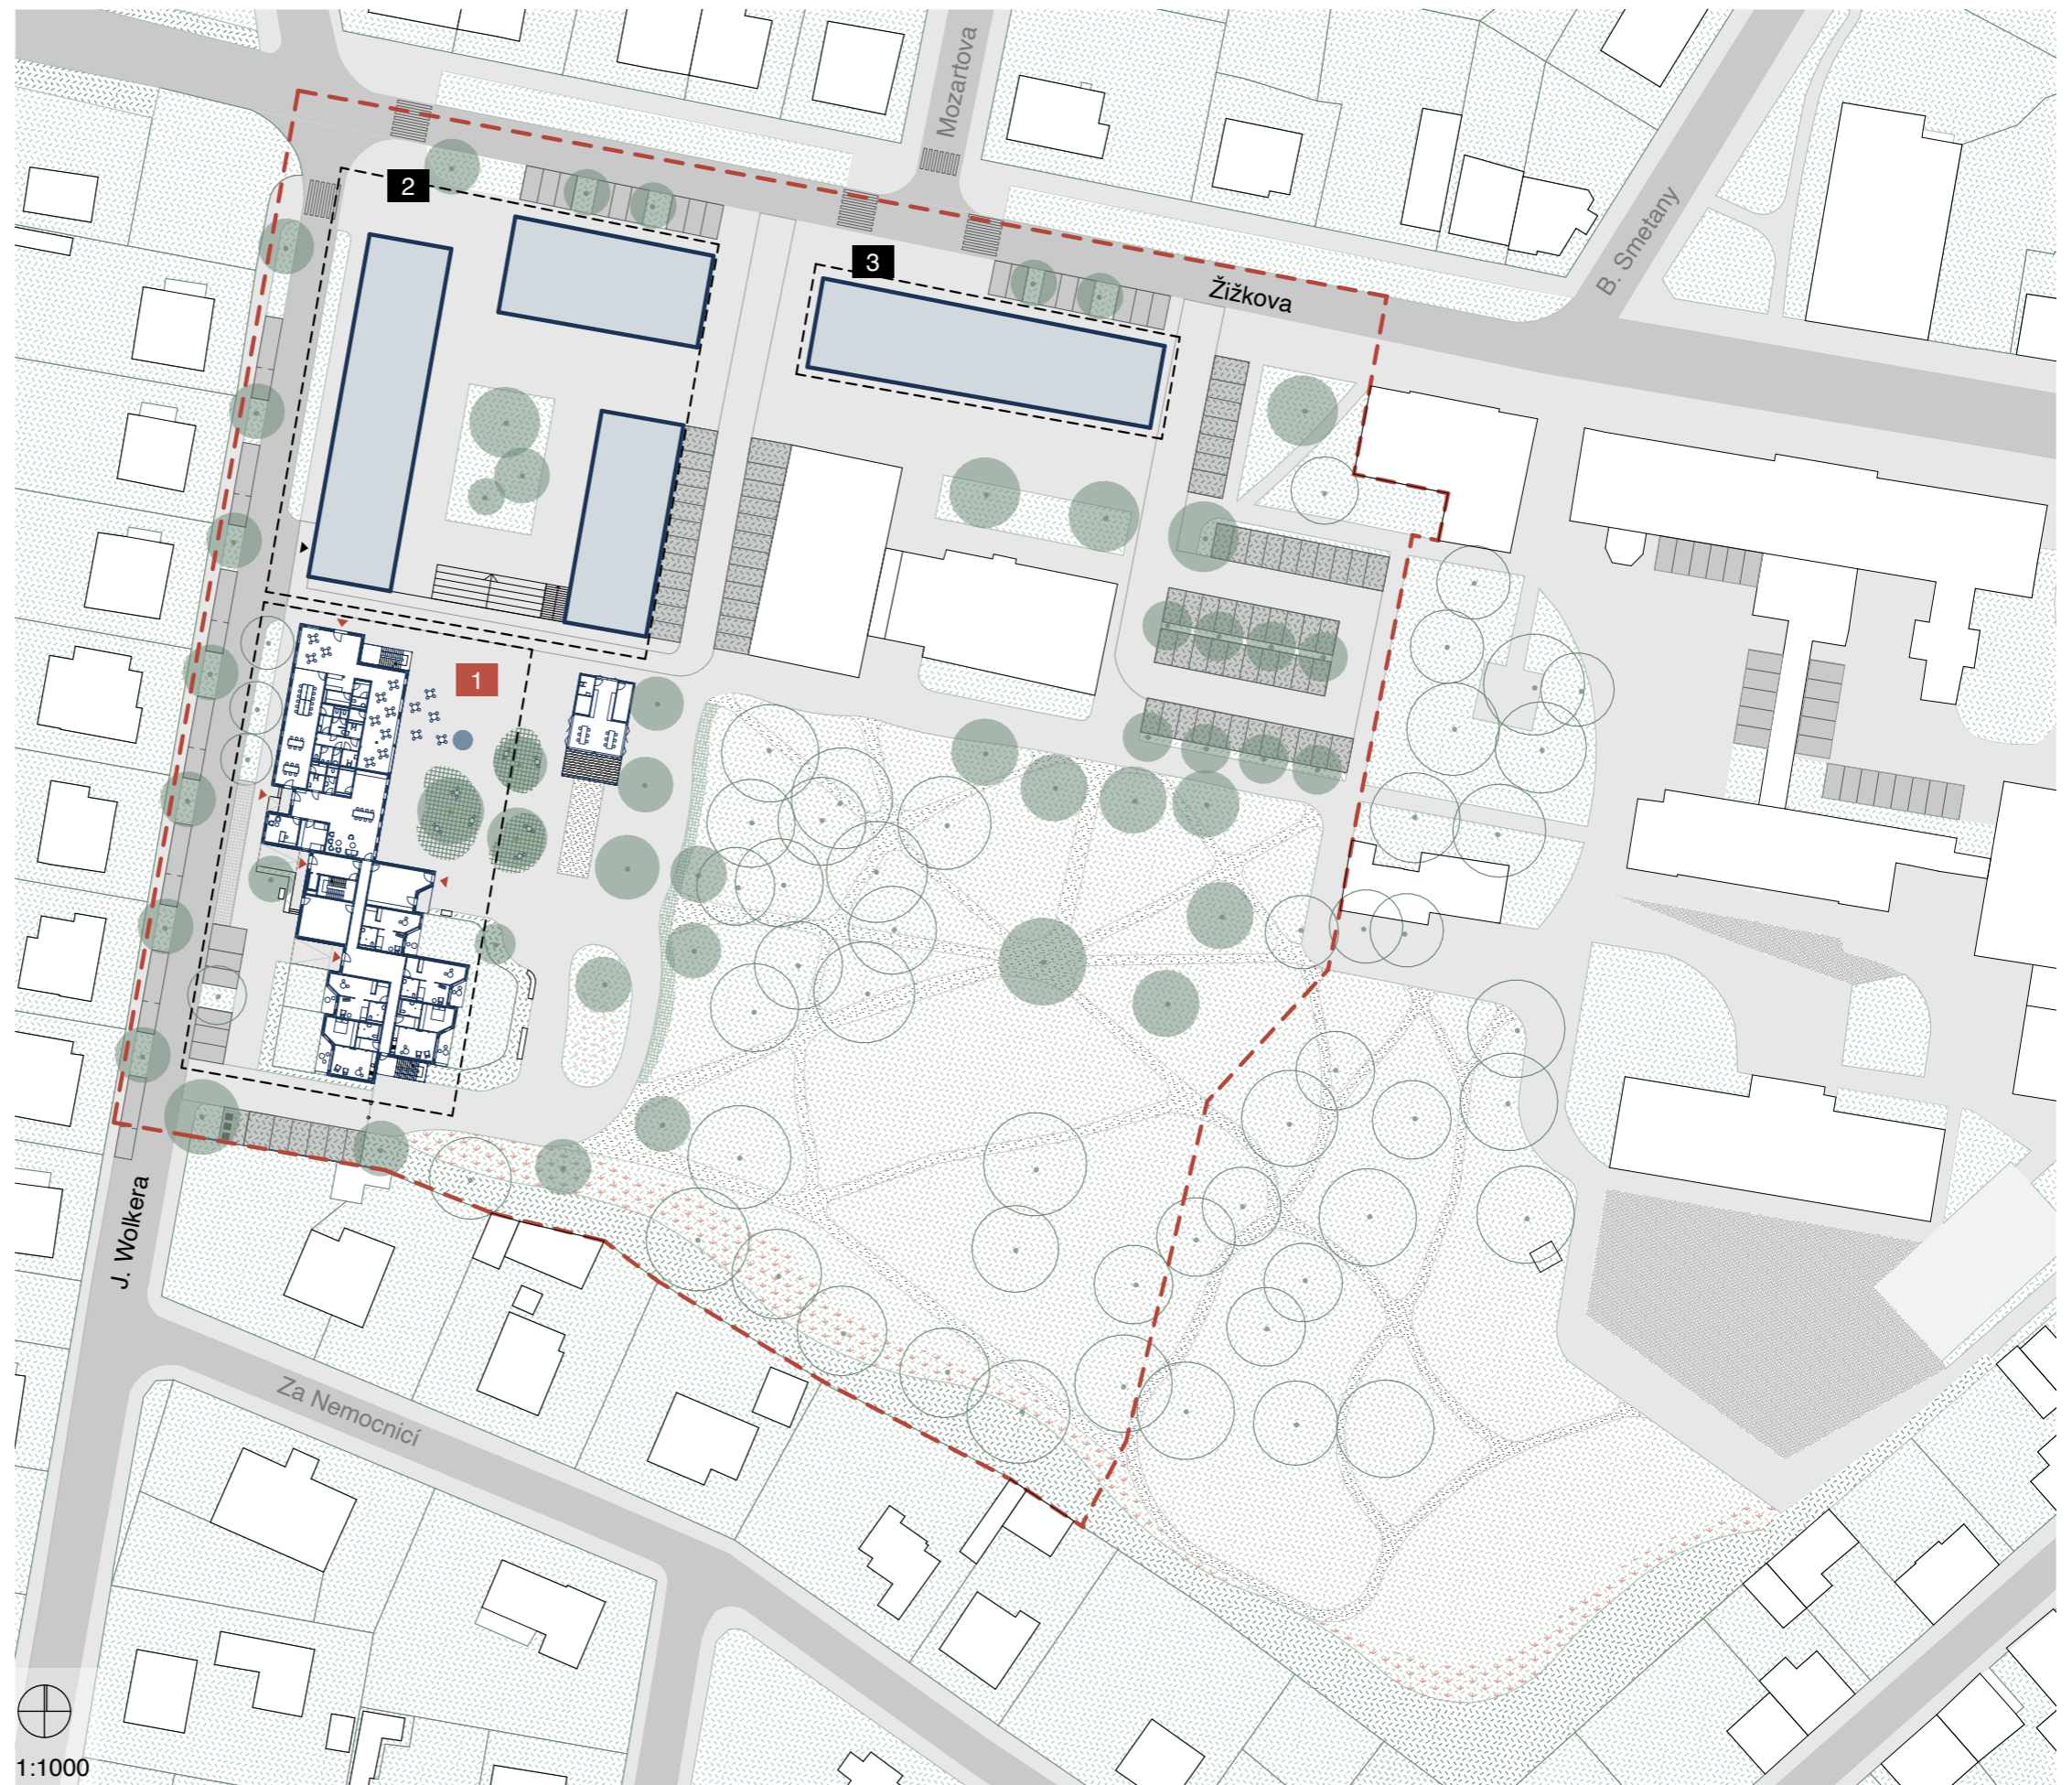 Mozartova
2
3
Žižkova
B. Smetany
1
J. Wolkera
Za Nemocnicí
1:1000